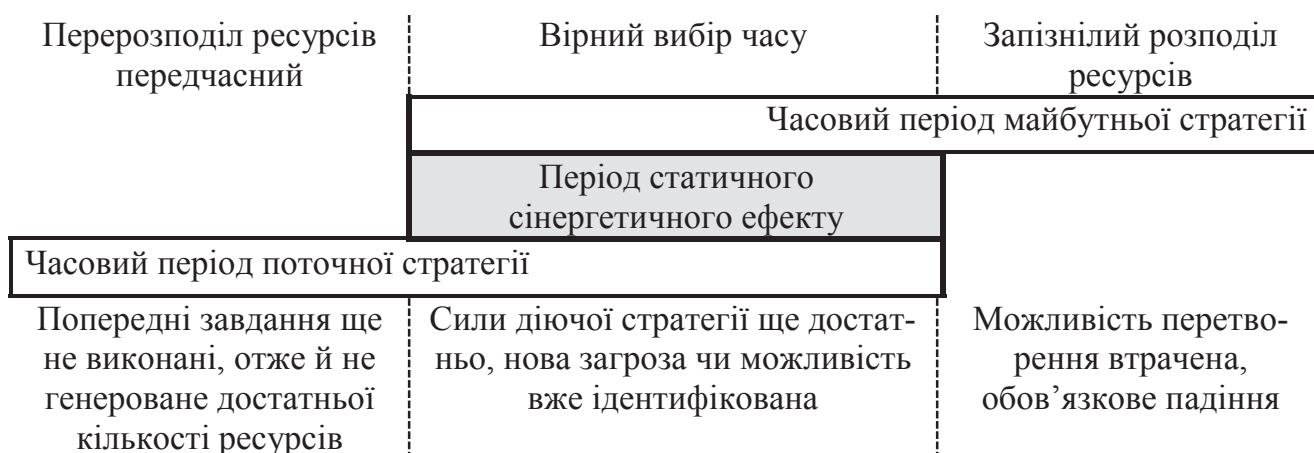 Перерозподіл ресурсів
передчасний
Вірний вибір часу
Запізнілий розподіл
ресурсів
Часовий період майбутньої стратегії
Період статичного
сінергетичного ефекту
Часовий період поточної стратегії
Попередні завдання ще
не виконані, отже й не
генероване достатньої
кількості ресурсів
Сили діючої стратегії ще достат-
ньо, нова загроза чи можливість
вже ідентифікована
Можливість перетво-
рення втрачена,
обов’язкове падіння